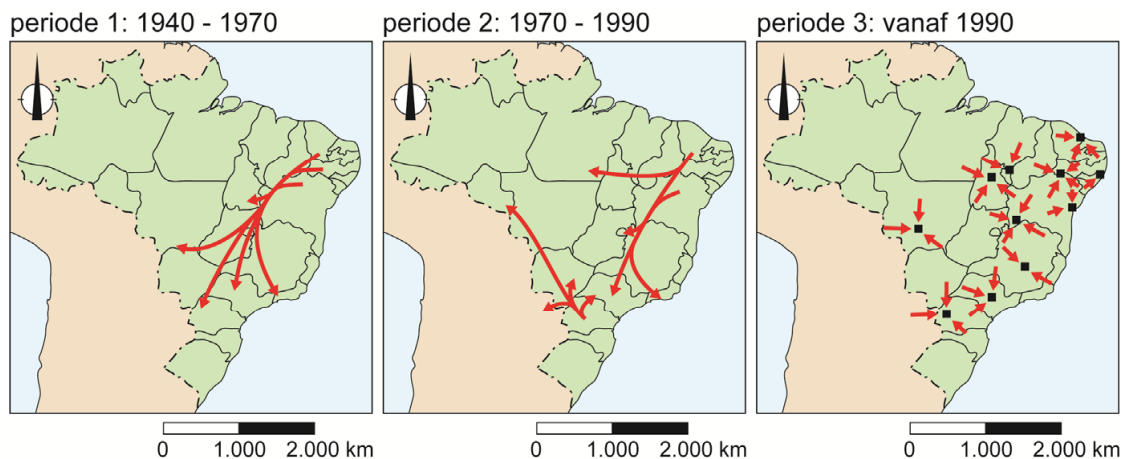 periode 1: 1940 - 1970
periode 2: 1970 - 1990
periode 3: vanaf 1990
0 1.000 2.000 km
0 1.000 2.000 km
0 1.000 2.000 km